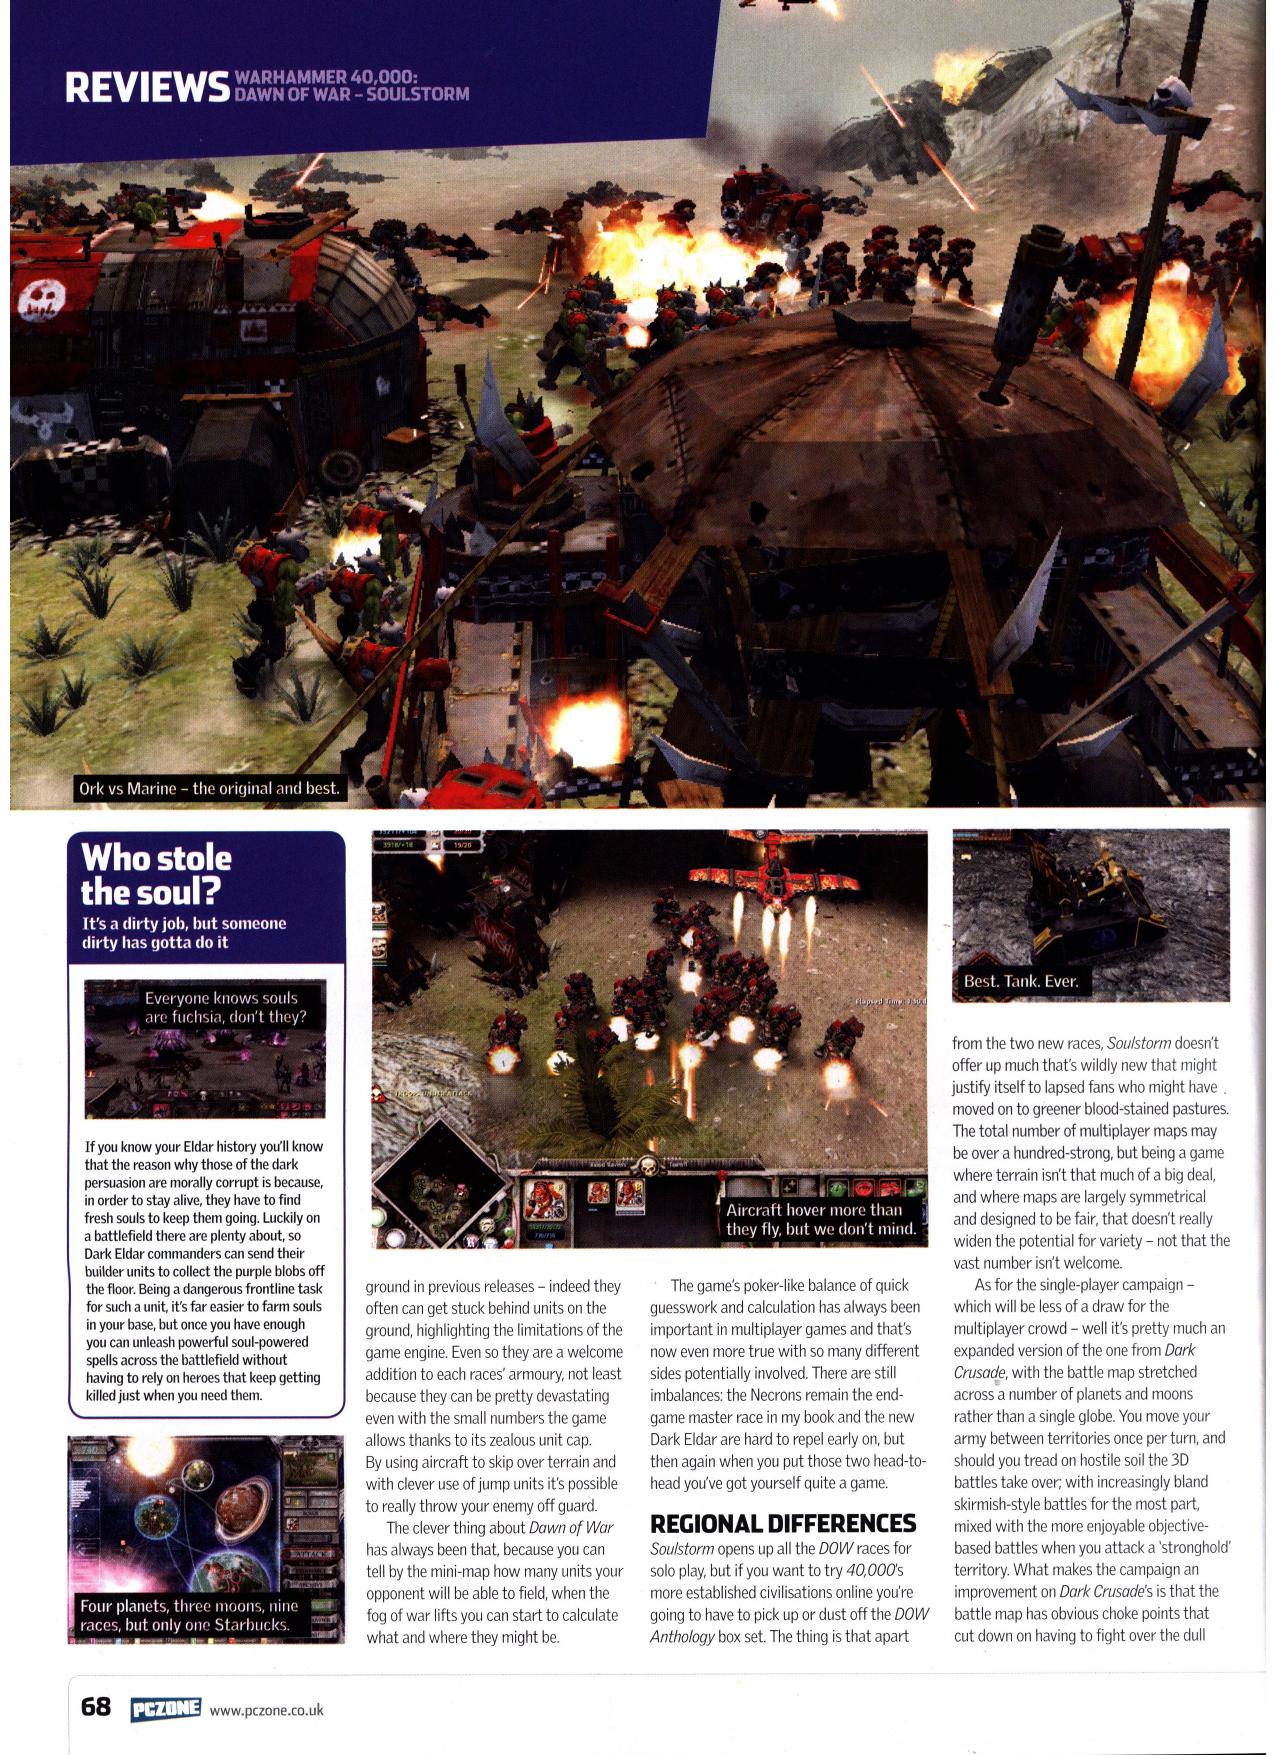 REVIEWS WARHAMMER 40,000:
DAWN OF WAR – SOULSTORM
Ork vs Marine – the original and best.
Who stole
the soul?
It's a dirty job, but someone
dirty has gotta do it
Everyone knows souls
are fuchsia, don't they?
If you know your Eldar history you'll know
that the reason why those of the dark
persuasion are morally corrupt is because,
in order to stay alive, they have to find
fresh souls to keep them going. Luckily on
a battlefield there are plenty about, so
Dark Eldar commanders can send their
builder units to collect the purple blobs off
the floor. Being a dangerous frontline task
for such a unit, it's far easier to farm souls
in your base, but once you have enough
you can unleash powerful soul-powered
spells across the battlefield without
having to rely on heroes that keep getting
killed just when you need them.
Four planets, three moons, nine
races, but only one Starbucks.
19/20
Elapsed Time:
Aircraft hover more than
they fly, but we don't mind.
ground in previous releases – indeed they
often can get stuck behind units on the
ground, highlighting the limitations of the
game engine. Even so they are a welcome
addition to each races' armoury, not least
because they can be pretty devastating
even with the small numbers the game
allows thanks to its zealous unit cap.
By using aircraft to skip over terrain and
with clever use of jump units it's possible
to really throw your enemy off guard.
The clever thing about Dawn of War
has always been that, because you can
tell by the mini-map how many units your
opponent will be able to field, when the
fog of war lifts you can start to calculate
what and where they might be.
The game's poker-like balance of quick
guesswork and calculation has always been
important in multiplayer games and that's
now even more true with so many different
sides potentially involved. There are still
imbalances: the Necrons remain the end-
game master race in my book and the new
Dark Eldar are hard to repel early on, but
then again when you put those two head-to-
head you've got yourself quite a game.
REGIONAL DIFFERENCES
Soulstorm opens up all the DOW races for
solo play, but if you want to try 40,000's
more established civilisations online you're
going to have to pick up or dust off the DOW
Anthology box set. The thing is that apart
Best. Tank. Ever.
from the two new races, Soulstorm doesn't
offer up much that's wildly new that might
justify itself to lapsed fans who might have
moved on to greener blood-stained pastures.
The total number of multiplayer maps may
be over a hundred-strong, but being a game
where terrain isn't that much of a big deal,
and where maps are largely symmetrical
and designed to be fair, that doesn't really
widen the potential for variety – not that the
vast number isn't welcome.
As for the single-player campaign –
which will be less of a draw for the
multiplayer crowd – well it's pretty much an
expanded version of the one from Dark
Crusade, with the battle map stretched
across a number of planets and moons
rather than a single globe. You move your
army between territories once per turn, and
should you tread on hostile soil the 3D
battles take over; with increasingly bland
skirmish-style battles for the most part,
mixed with the more enjoyable objective-
based battles when you attack a 'stronghold'
territory. What makes the campaign an
improvement on Dark Crusade's is that the
battle map has obvious choke points that
cut down on having to fight over the dull
68 PCZONE www.pczone.co.uk